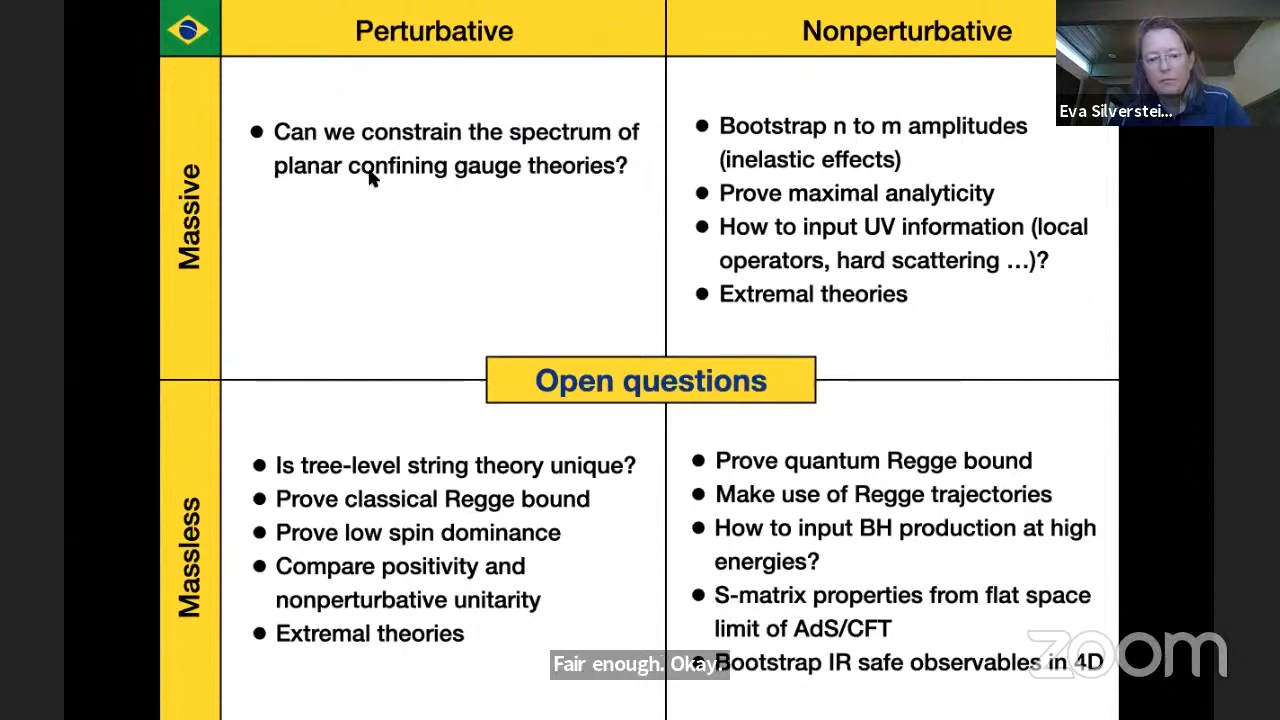 Perturbative
Nonperturbative
Eva Silverstei...
Massive
• Can we constrain the spectrum of
planar confining gauge theories?
• Bootstrap n to m amplitudes
(inelastic effects)
• Prove maximal analyticity
• How to input UV information (local
operators, hard scattering ...)?
• Extremal theories
Open questions
Massless
• Is tree-level string theory unique?
• Prove classical Regge bound
• Prove low spin dominance
• Compare positivity and
nonperturbative unitarity
• Extremal theories
• Prove quantum Regge bound
• Make use of Regge trajectories
• How to input BH production at high
energies?
• S-matrix properties from flat space
limit of AdS/CFT
• Bootstrap IR safe observables in 4D
Fair enough. Okay.
zoom